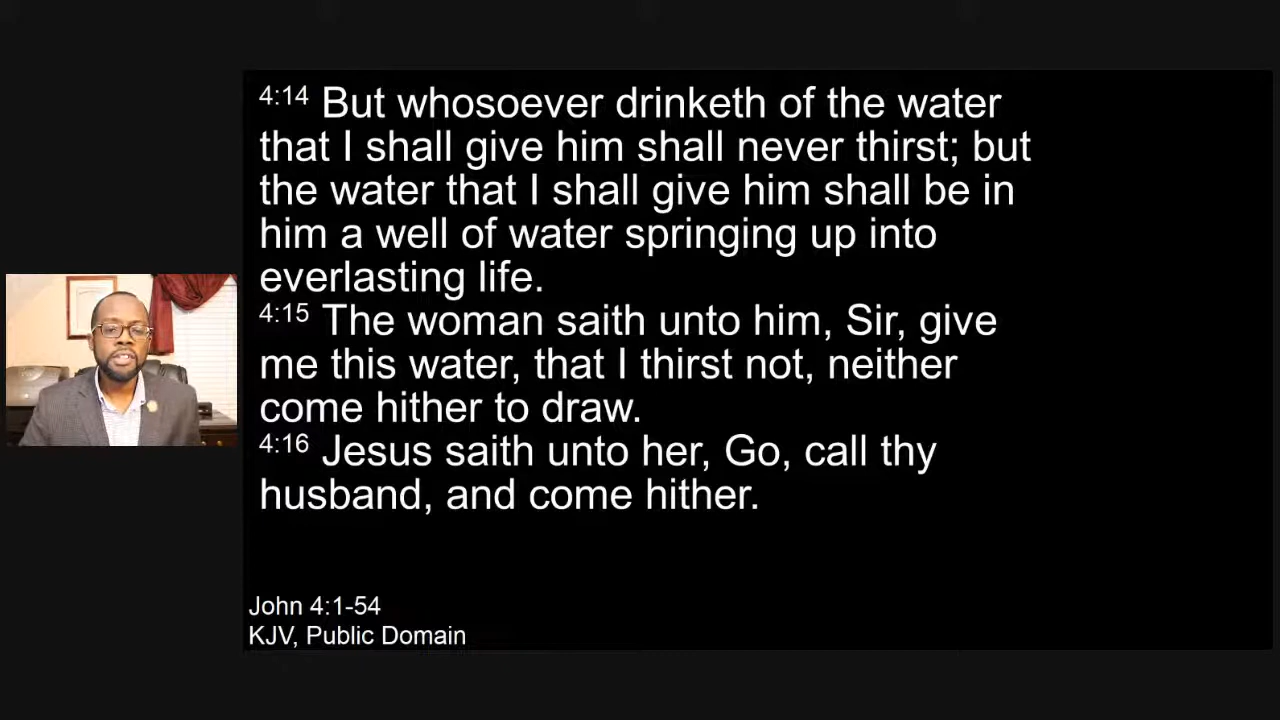 4:14 But whosoever drinketh of the water
that I shall give him shall never thirst; but
the water that I shall give him shall be in
him a well of water springing up into
everlasting life.
4:15 The woman saith unto him, Sir, give
me this water, that I thirst not, neither
come hither to draw.
4:16 Jesus saith unto her, Go, call thy
husband, and come hither.
John 4:1-54
KJV, Public Domain